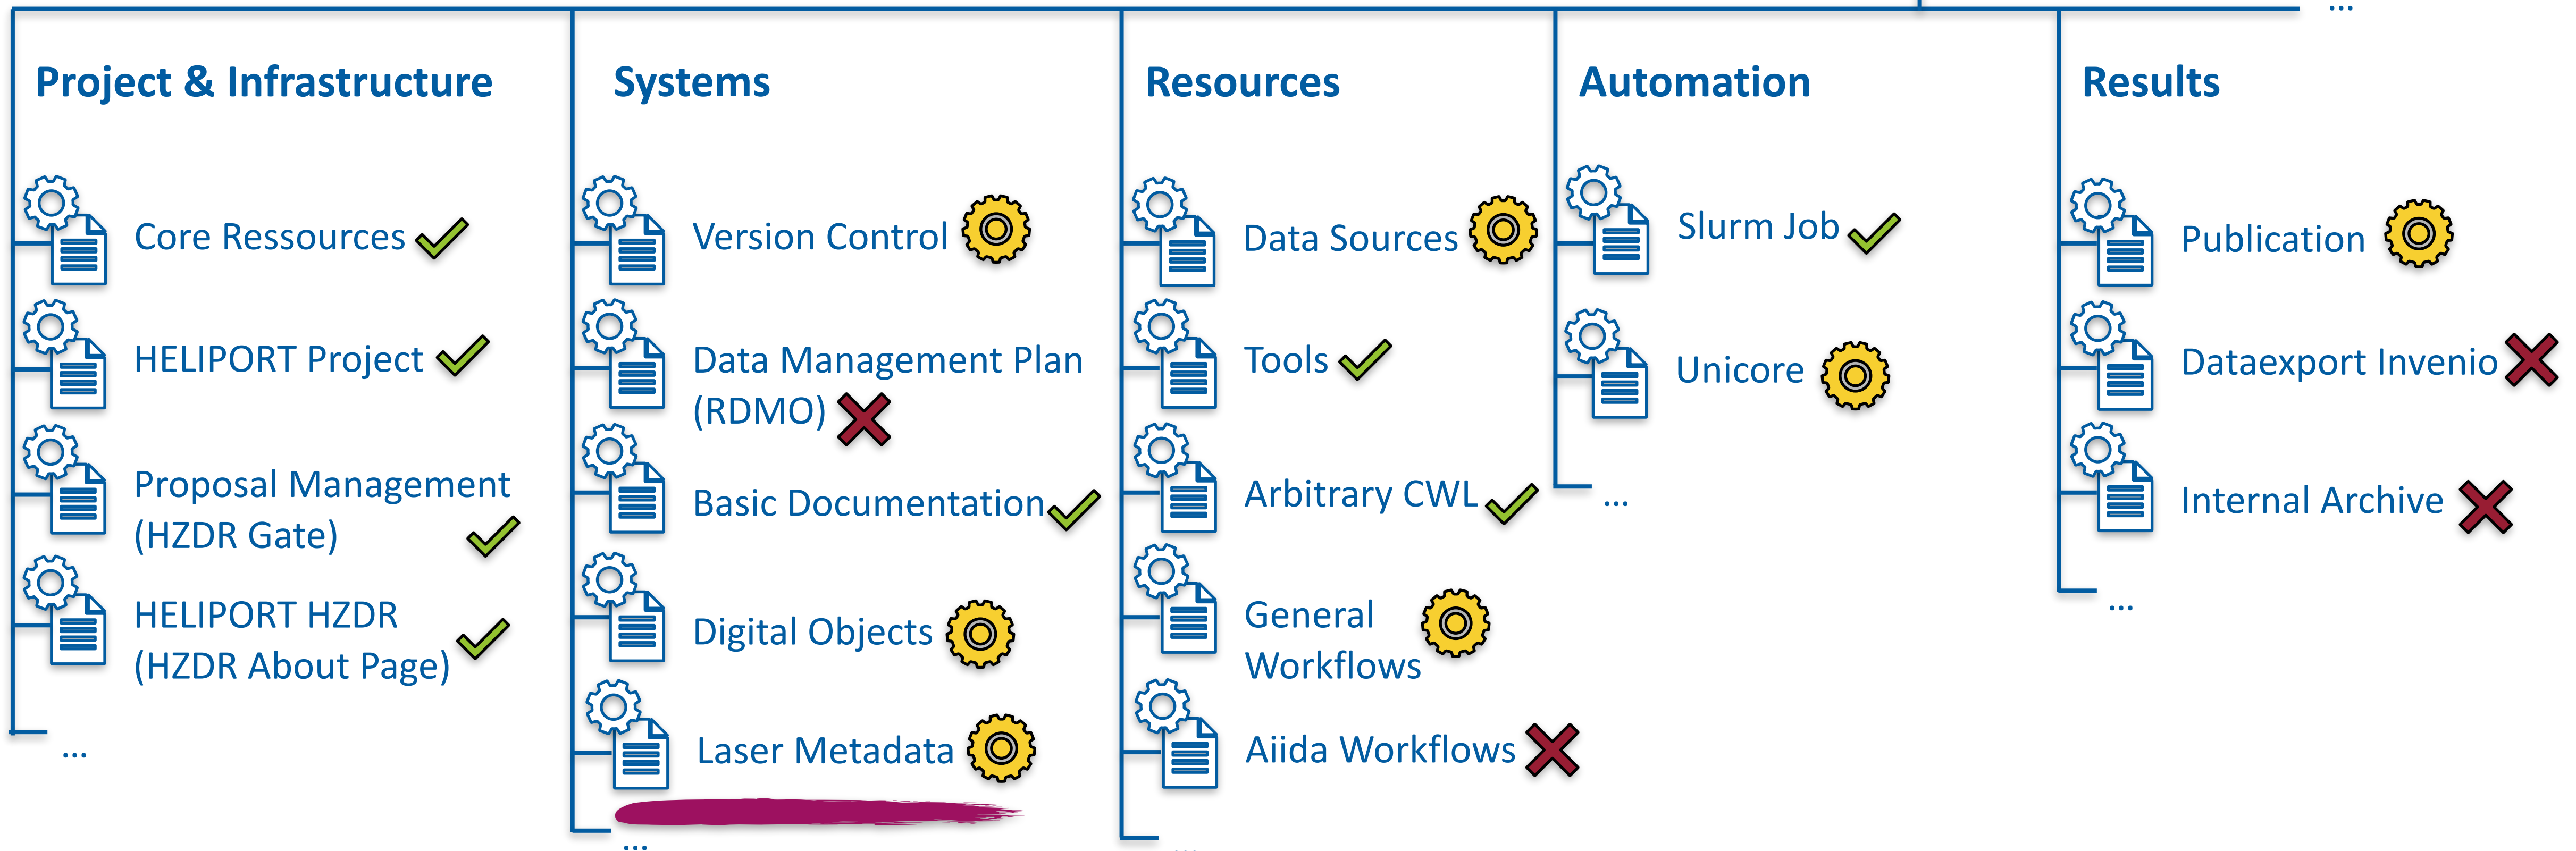 ...
Project & Infrastructure
Core Ressources
HELIPORT Project
Proposal Management
(HZDR Gate)
HELIPORT HZDR
(HZDR About Page)
...
Systems
Version Control
Data Management Plan
(RDMO)
Basic Documentation
Digital Objects
Laser Metadata
...
Resources
Data Sources
Tools
Arbitrary CWL
General
Workflows
Aiida Workflows
...
Automation
Slurm Job
Unicore
...
Results
Publication
Dataexport Invenio
Internal Archive
...